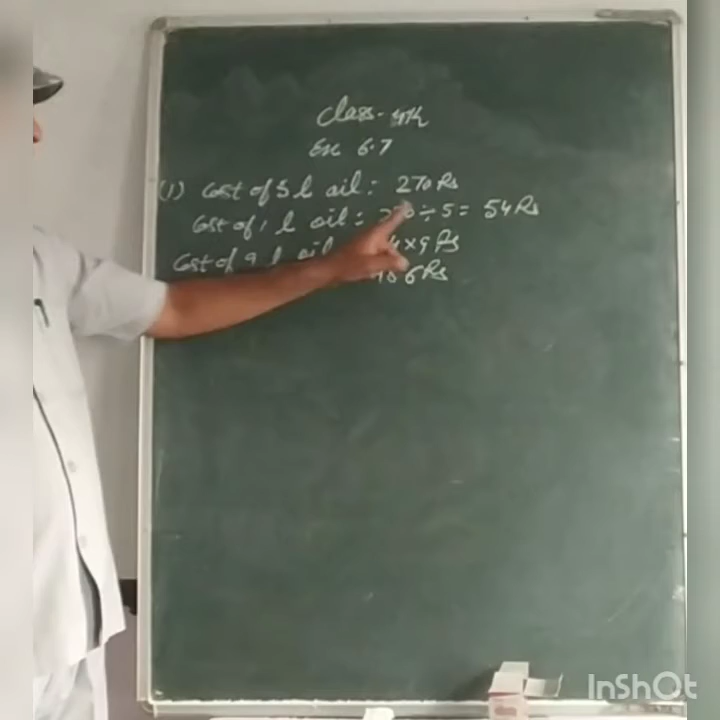 Class - 4th
Ex 6.7
(1) Cost of 5 l oil = 270 Rs
Cost of 1 l oil = ÷ 5 = 54 Rs
Cost of 9 l oil × 9 Rs
Rs
InShOt